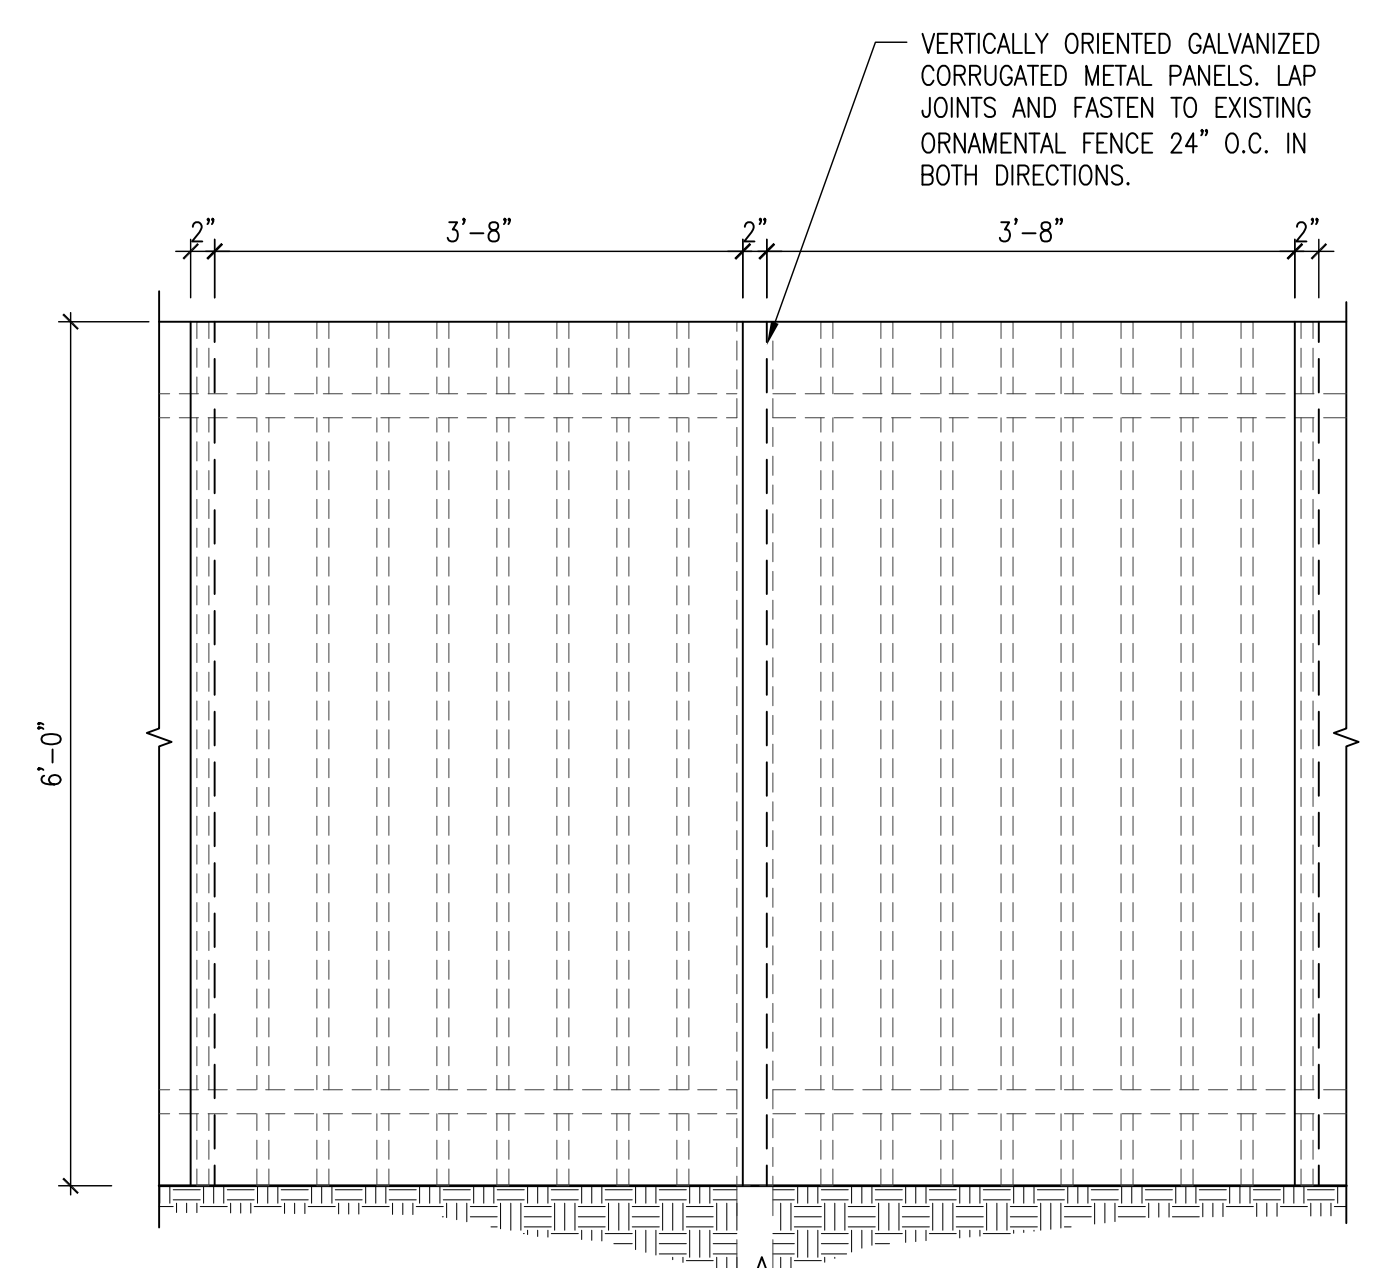 VERTICALLY ORIENTED GALVANIZED
CORRUGATED METAL PANELS. LAP
JOINTS AND FASTEN TO EXISTING
ORNAMENTAL FENCE 24” O.C. IN
BOTH DIRECTIONS.
2” 3’-8” 2” 3’-8” 2”
6’-0”